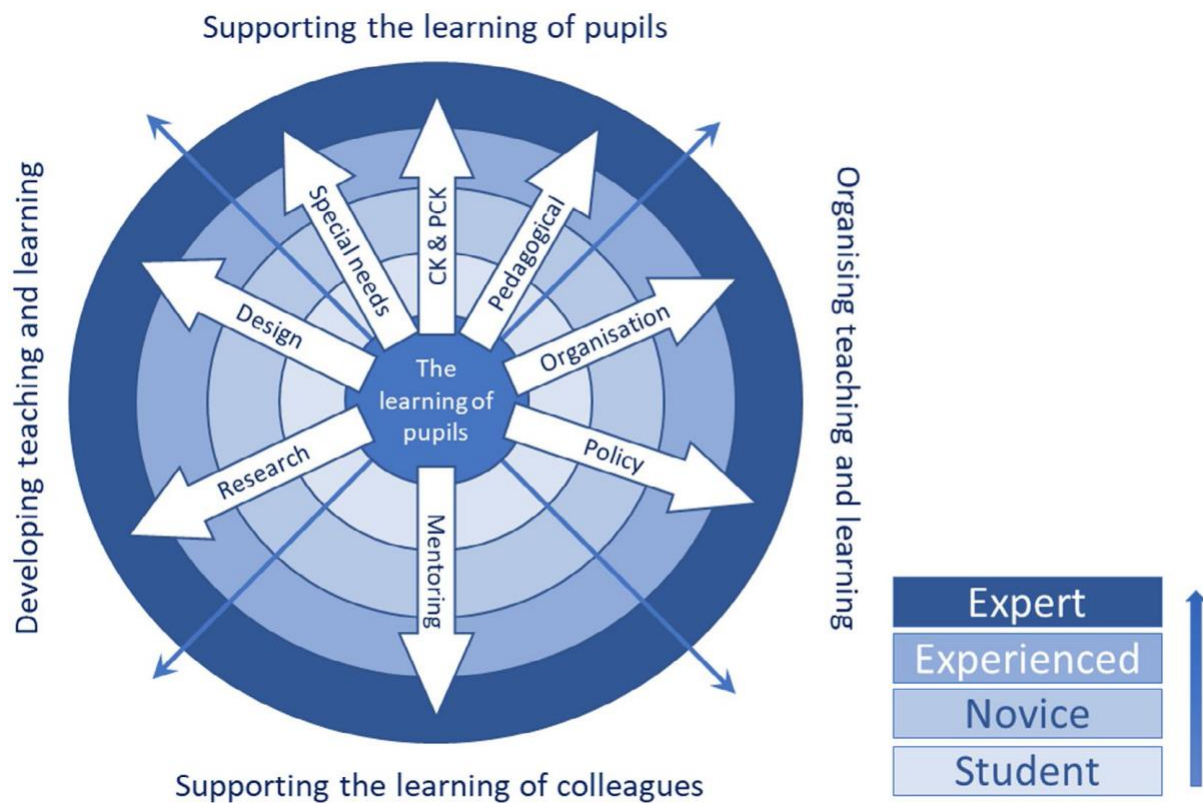 Supporting the learning of pupils
Developing teaching and learning
Organising teaching and learning
Special needs
CK & PCK
Pedagogical
Design
Organisation
The
learning of
pupils
Research
Policy
Mentoring
Supporting the learning of colleagues
Expert
Experienced
Novice
Student